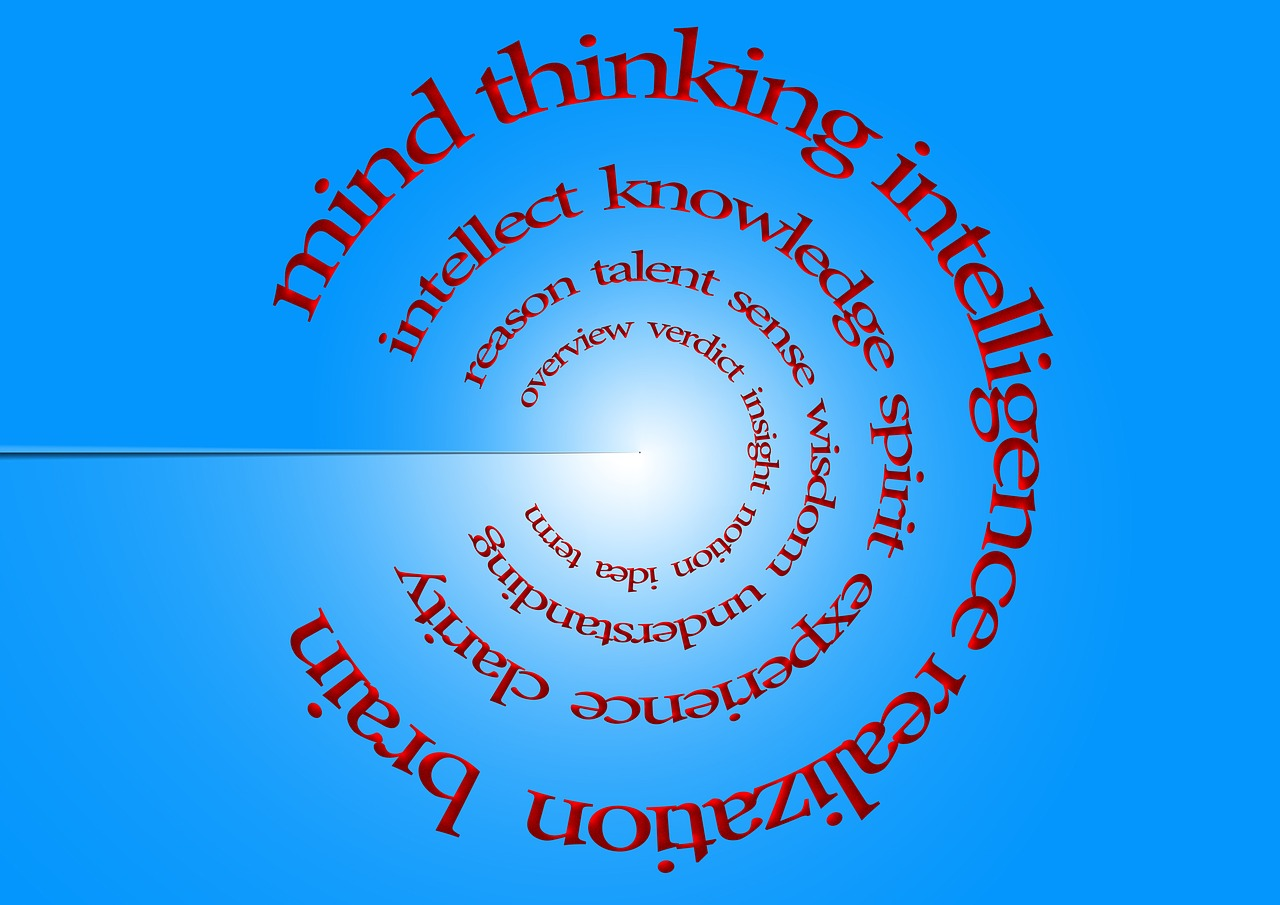 mind thinking intelligence realization brain
intellect knowledge spirit experience clarity
reason talent sense wisdom understanding
overview verdict insight notion idea term